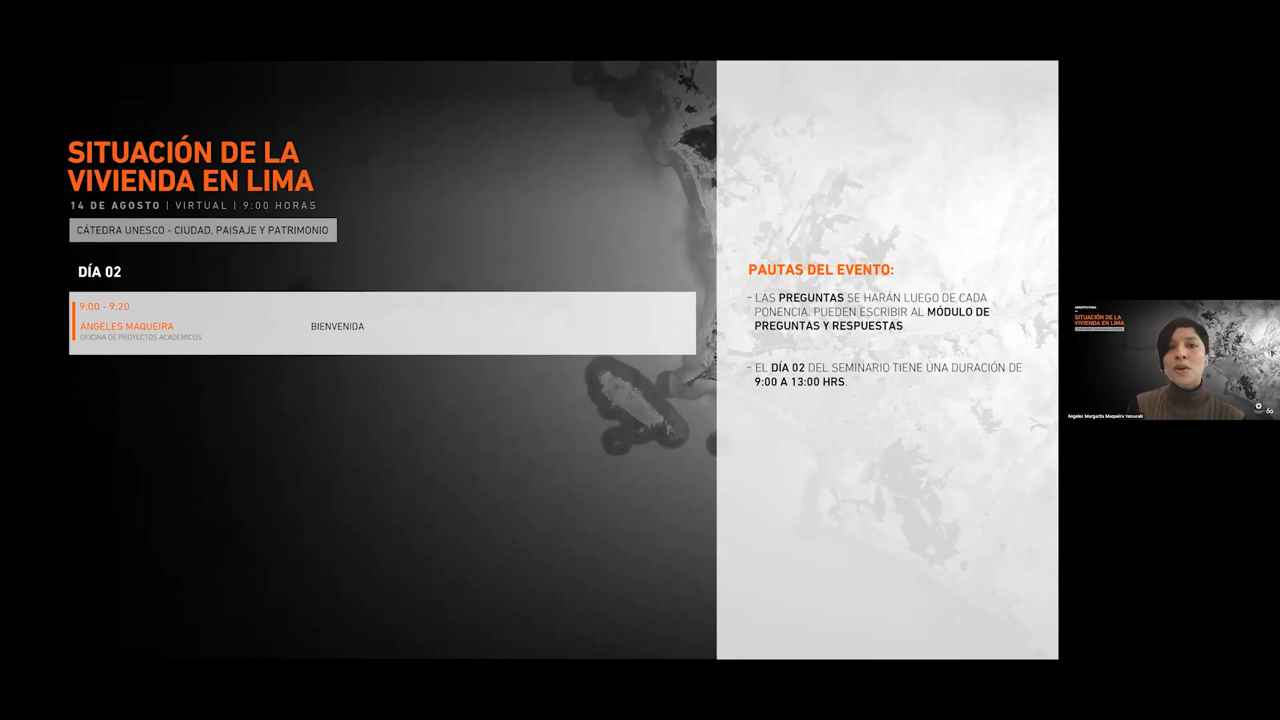 SITUACIÓN DE LA
VIVIENDA EN LIMA
14 DE AGOSTO | VIRTUAL | 9:00 HORAS
CÁTEDRA UNESCO - CIUDAD, PAISAJE Y PATRIMONIO
DÍA 02
9:00 - 9:20
ÁNGELES MAQUEIRA
BIENVENIDA
OFICINA DE PROYECTOS ACADÉMICOS
PAUTAS DEL EVENTO:
– LAS PREGUNTAS SE HARÁN LUEGO DE CADA
PONENCIA. PUEDEN ESCRIBIR AL MÓDULO DE
PREGUNTAS Y RESPUESTAS
– EL DÍA 02 DEL SEMINARIO TIENE UNA DURACIÓN DE
9:00 A 13:00 HRS.
SITUACIÓN DE LA
VIVIENDA EN LIMA
Angeles Margarita Maqueira Yamasaki